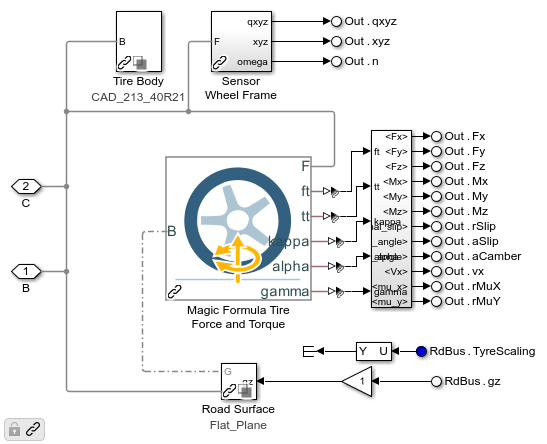 B
Tire Body
CAD_213_40R21
F
qxyz
xyz
omega
Sensor
Wheel Frame
Out.qxyz
Out.xyz
Out.n
2
C
1
B
B
F
ft
tt
kappa
alpha
gamma
Magic Formula Tire
Force and Torque
ft
tt
kappa
alpha
gamma
<Fx>
<Fy>
<Fz>
<Mx>
<My>
<Mz>
al_slip>
_angle>
_angle>
<Vx>
<mu_x>
<mu_y>
Out.Fx
Out.Fy
Out.Fz
Out.Mx
Out.My
Out.Mz
Out.rSlip
Out.aSlip
Out.aCamber
Out.vx
Out.rMuX
Out.rMuY
Y U
RdBus.TyreScaling
G
gz
1
RdBus.gz
Road Surface
Flat_Plane